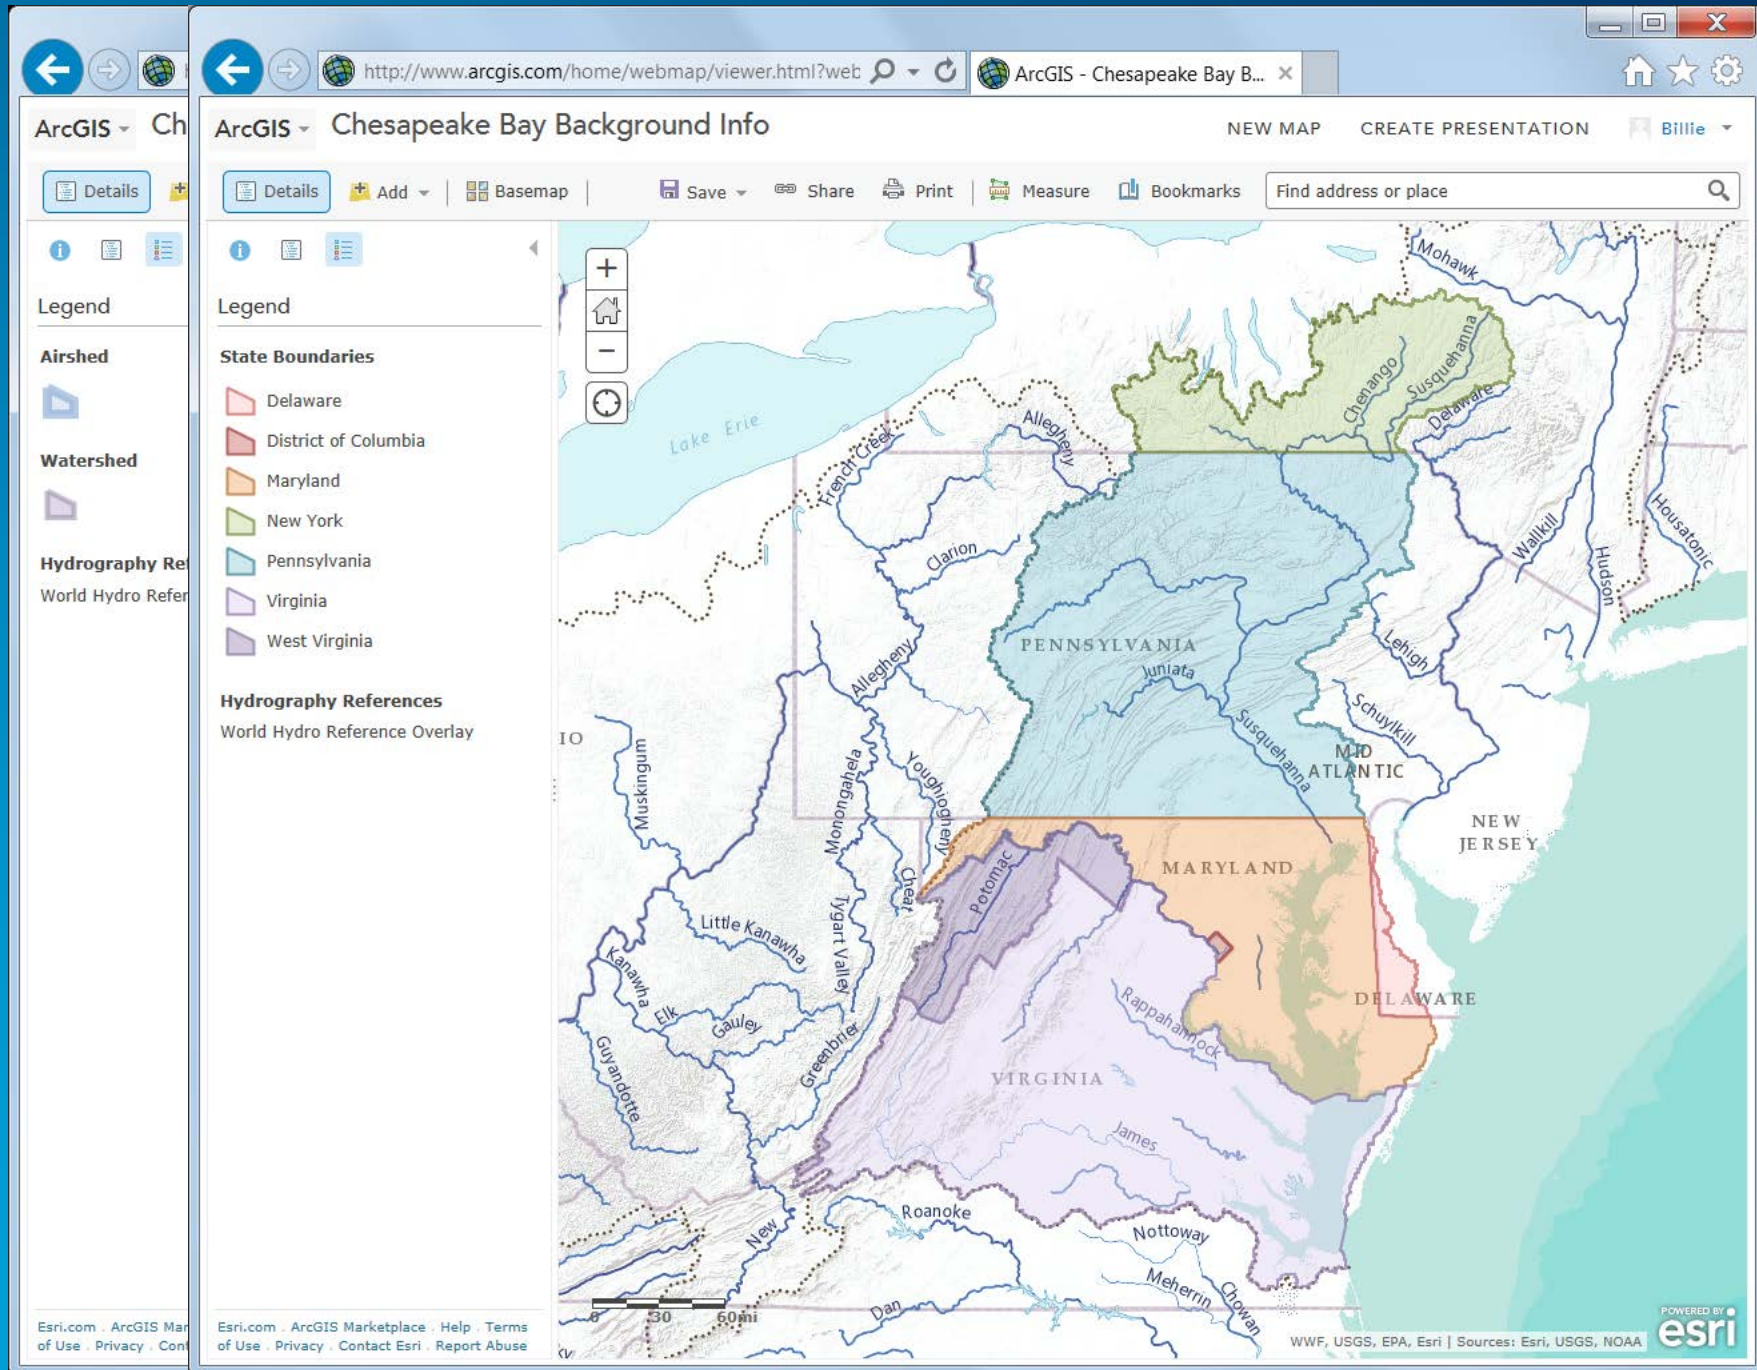 http://www.arcgis.com/home/webmap/viewer.html?web
ArcGIS - Chesapeake Bay B...
ArcGIS
Ch
ArcGIS
Chesapeake Bay Background Info
NEW MAP
CREATE PRESENTATION
Billie
Details
Details
Add
Basemap
Save
Share
Print
Measure
Bookmarks
Find address or place
Legend
Airshed
Watershed
Hydrography Re
World Hydro Refer
Esri.com . ArcGIS Mar
of Use . Privacy . Cont
Legend
State Boundaries
Delaware
District of Columbia
Maryland
New York
Pennsylvania
Virginia
West Virginia
Hydrography References
World Hydro Reference Overlay
Esri.com . ArcGIS Marketplace . Help . Terms
of Use . Privacy . Contact Esri . Report Abuse
+
−
Mohawk
Lake Erie
Chenango
Susquehanna
Delaware
Allegheny
French Creek
Clarion
Wallkill
Hudson
Housatonic
PENNSYLVANIA
Juniata
Lehigh
Allegheny
Susquehanna
Schuylkill
IO
MID
ATLANTIC
Muskingum
Monongahela
Youghiogheny
NEW
JERSEY
MARYLAND
Potomac
Cheat
Tygart Valley
Little Kanawha
Kanawha
Elk
Gauley
Greenbrier
Guyandotte
DELAWARE
Rappahannock
VIRGINIA
James
Roanoke
New
Nottoway
Meherrin
Chowan
Dan
0 30 60mi
ky
WWF, USGS, EPA, Esri | Sources: Esri, USGS, NOAA
POWERED BY
esri